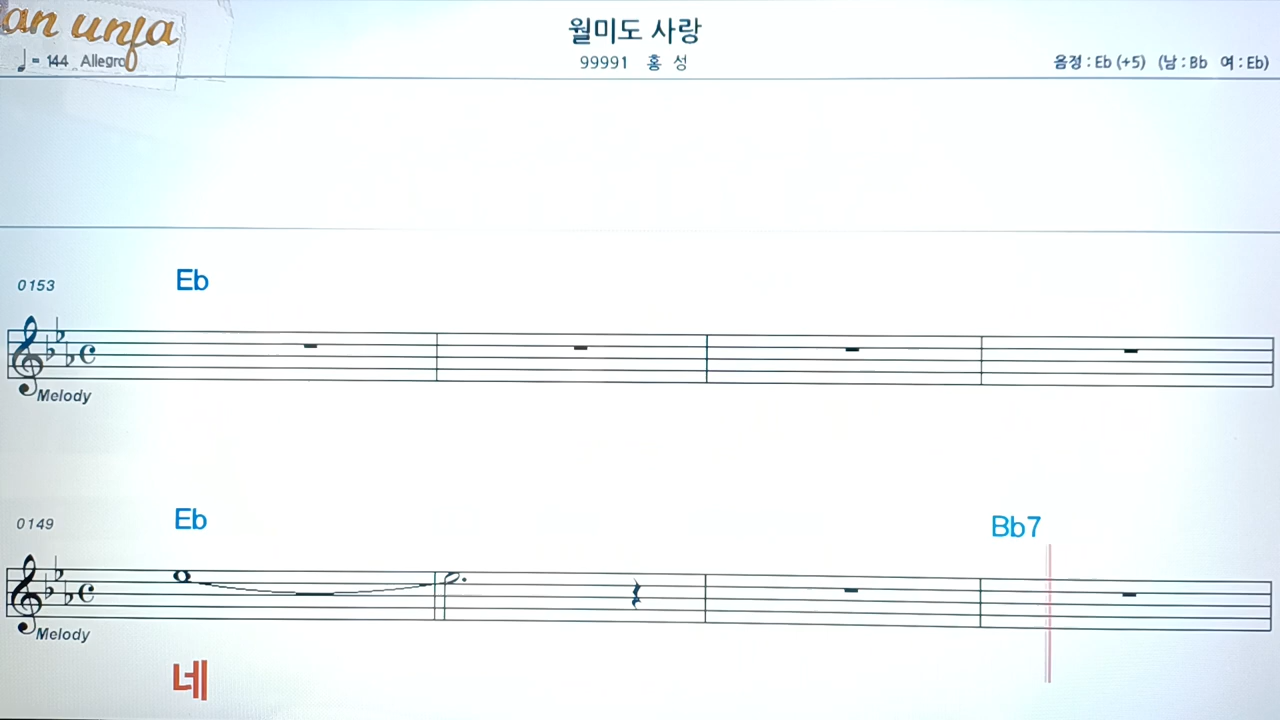 an unfa
월미도 사랑
♩ = 144 Allegro
99991 홍 성
음정 : Eb (+5) (남 : Bb 여 : Eb)
0153
Eb
Melody
0149
Eb
Bb7
Melody
네